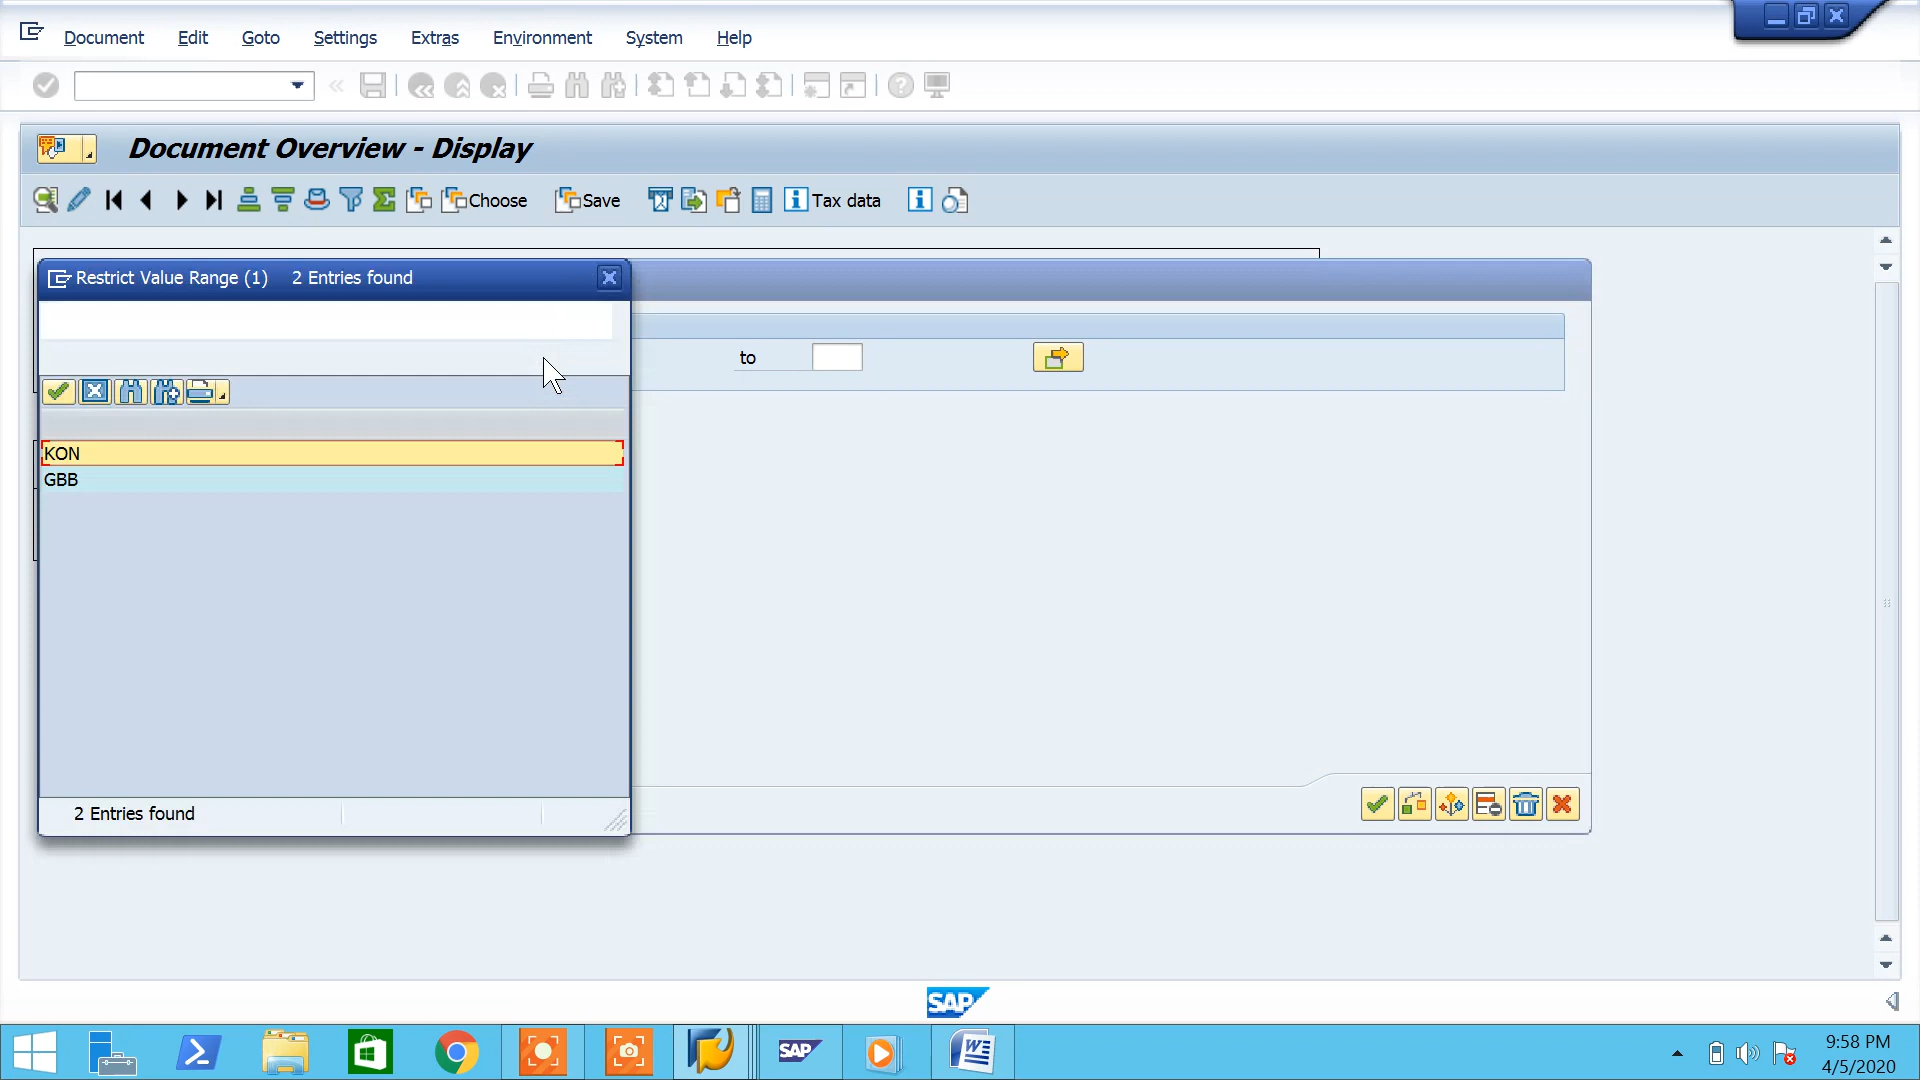 Document Edit Goto Settings Extras Environment System Help
Document Overview - Display
Choose Save Tax data
Restrict Value Range (1) 2 Entries found
to
KON
GBB
2 Entries found
SAP
SAP
9:58 PM
4/5/2020